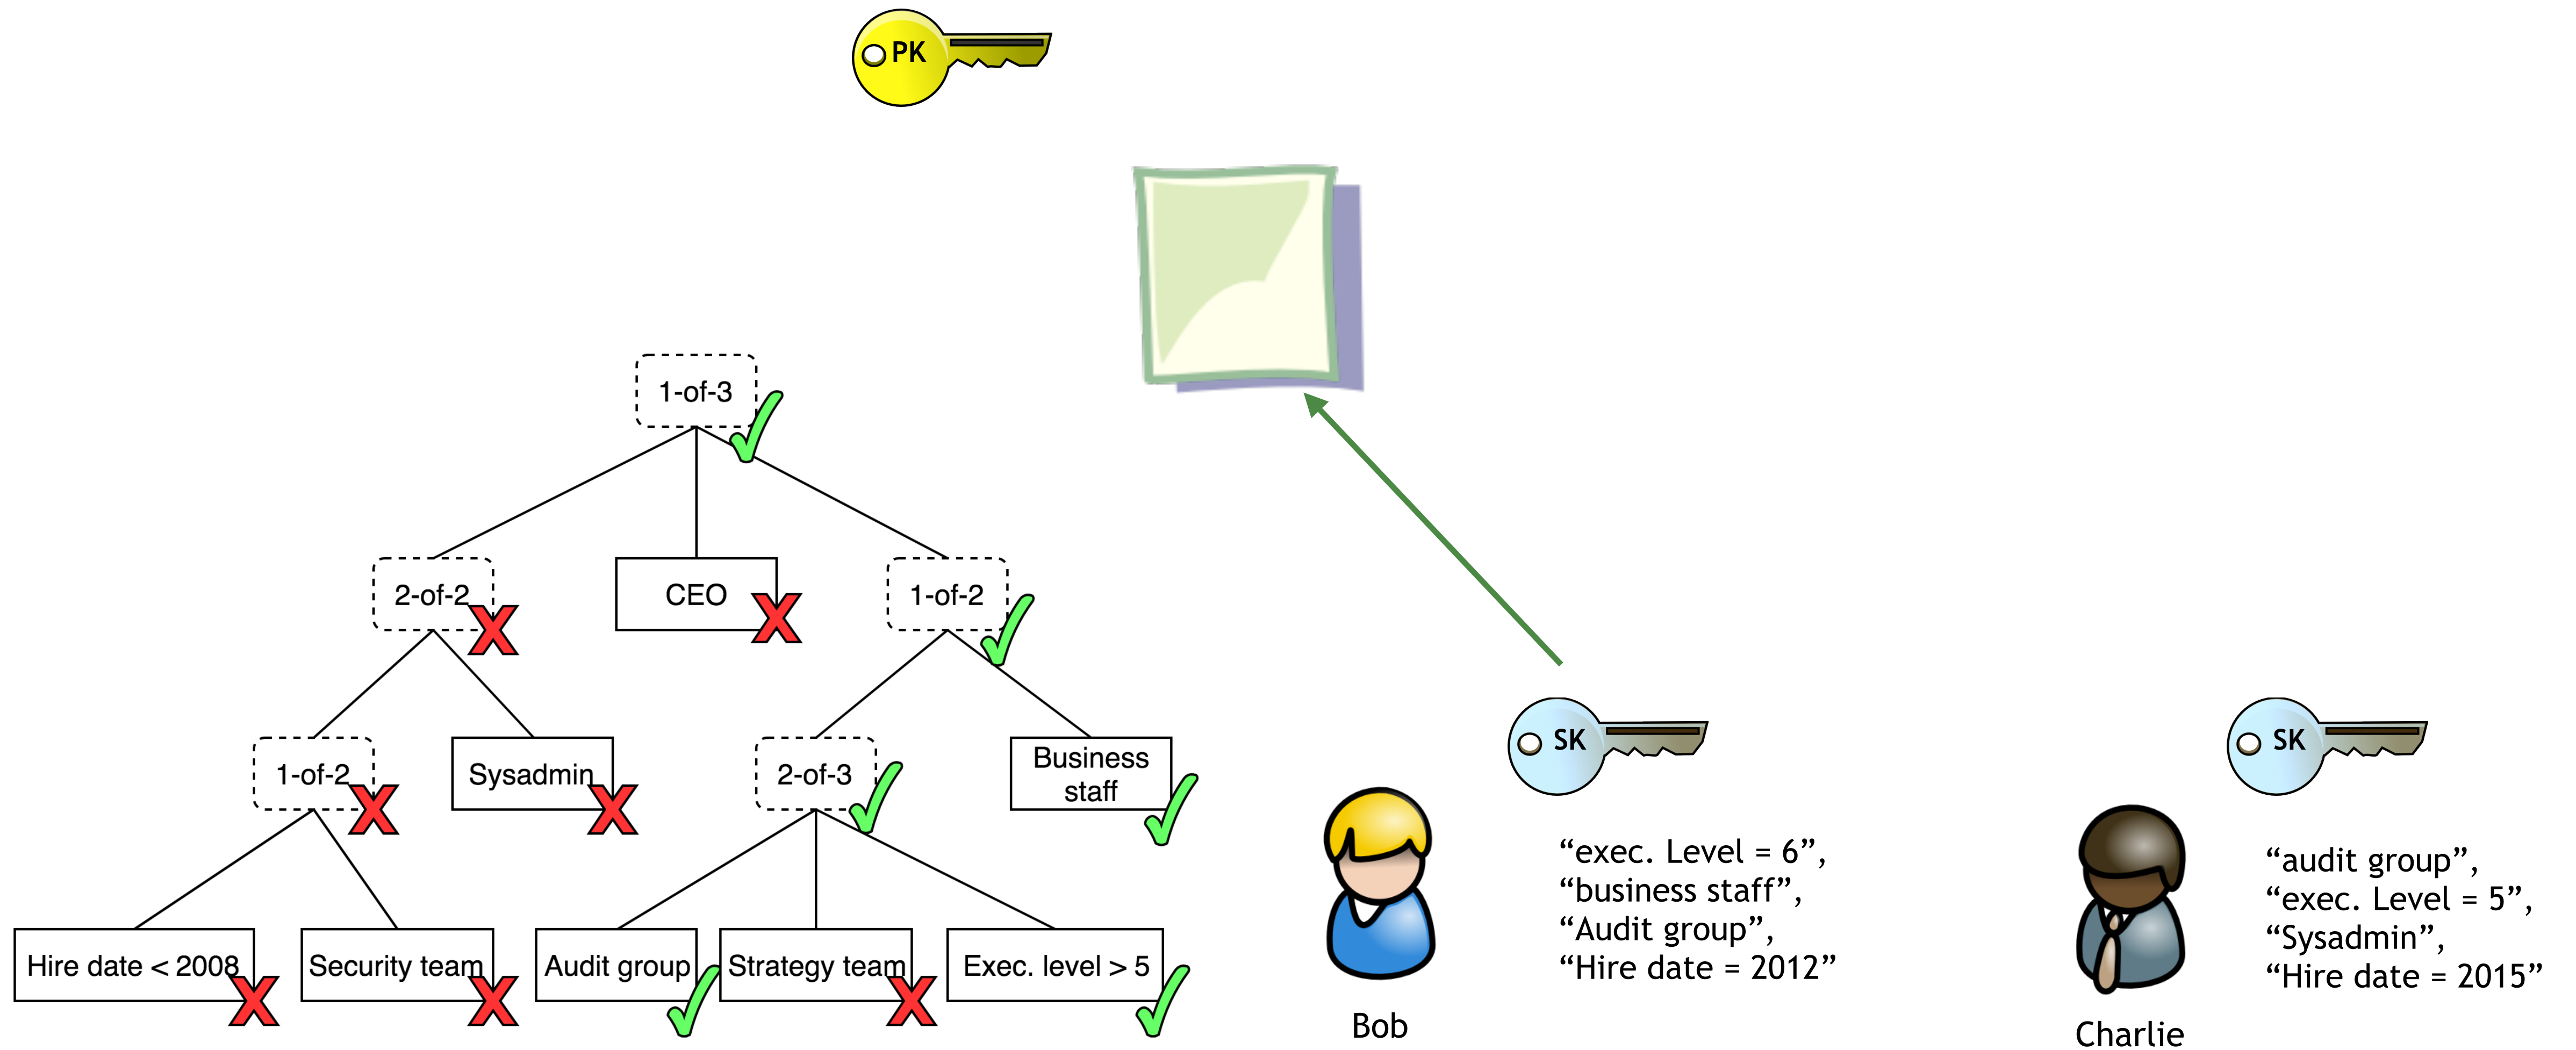 PK
1-of-3
2-of-2
CEO
1-of-2
1-of-2
Sysadmin
2-of-3
Business
staff
Hire date < 2008
Security team
Audit group
Strategy team
Exec. level > 5
SK
“exec. Level = 6”,
“business staff”,
“Audit group”,
“Hire date = 2012”
Bob
SK
“audit group”,
“exec. Level = 5”,
“Sysadmin”,
“Hire date = 2015”
Charlie